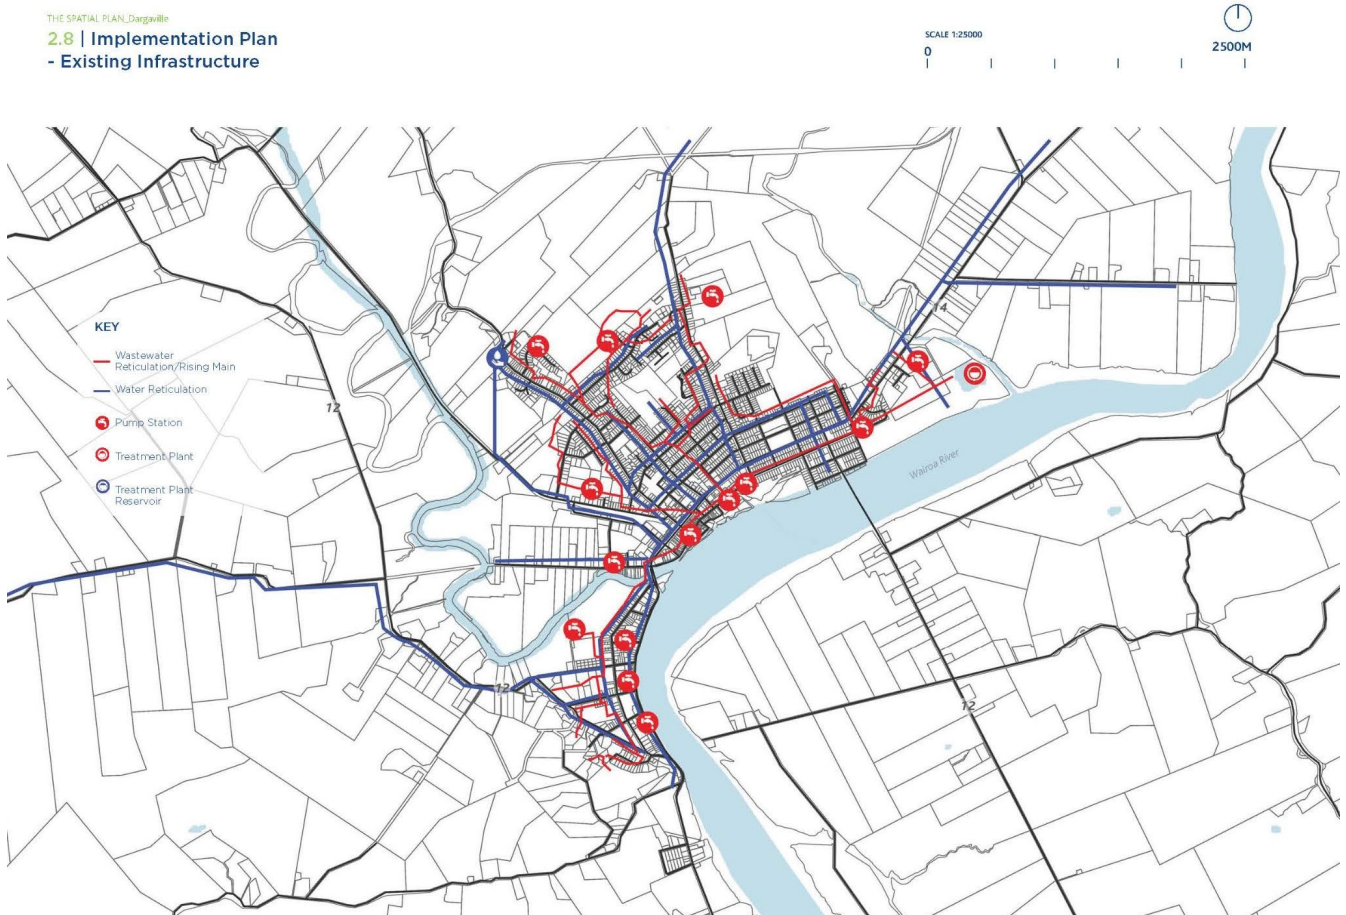 THE SPATIAL PLAN_Dargaville
2.8 | Implementation Plan
- Existing Infrastructure
SCALE 1:25000
0
2500M
KEY
Wastewater
Reticulation/Rising Main
Water Reticulation
Pump Station
Treatment Plant
Treatment Plant
Reservoir
14
12
Wairoa River
12
12